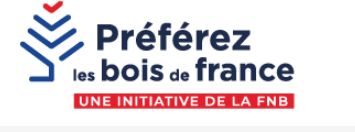 Préférez
les bois de france
UNE INITIATIVE DE LA FNB